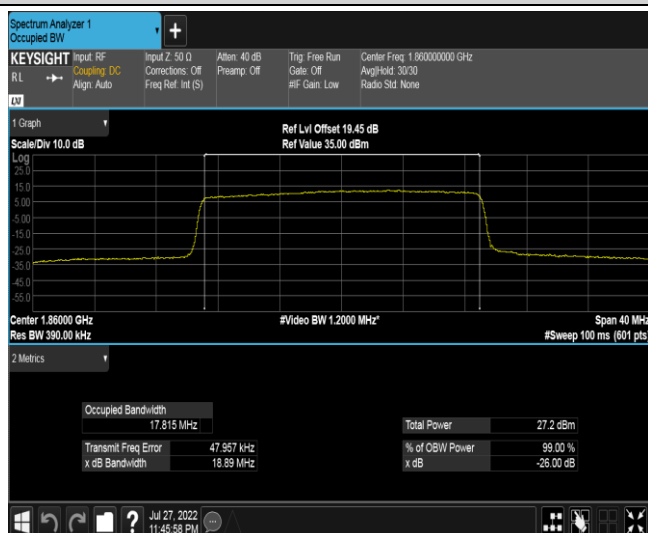 Spectrum Analyzer 1
Occupied BW
+
KEYSIGHT
RL
LXI
Input: RF
Coupling: DC
Align: Auto
Input Z: 50 Ω
Corrections: Off
Freq Ref: Int (S)
Atten: 40 dB
Preamp: Off
Trig: Free Run
Gate: Off
#IF Gain: Low
Center Freq: 1.860000000 GHz
Avg|Hold: 30/30
Radio Std: None
1 Graph
Scale/Div 10.0 dB
Ref Lvl Offset 19.45 dB
Ref Value 35.00 dBm
Log
25.0
15.0
5.00
-5.00
-15.0
-25.0
-35.0
-45.0
-55.0
Center 1.86000 GHz
Res BW 390.00 kHz
#Video BW 1.2000 MHz*
Span 40 MHz
#Sweep 100 ms (601 pts)
2 Metrics
Occupied Bandwidth
17.815 MHz
Transmit Freq Error 47.957 kHz
x dB Bandwidth 18.89 MHz
Total Power 27.2 dBm
% of OBW Power 99.00 %
x dB -26.00 dB
?
Jul 27, 2022
11:45:58 PM